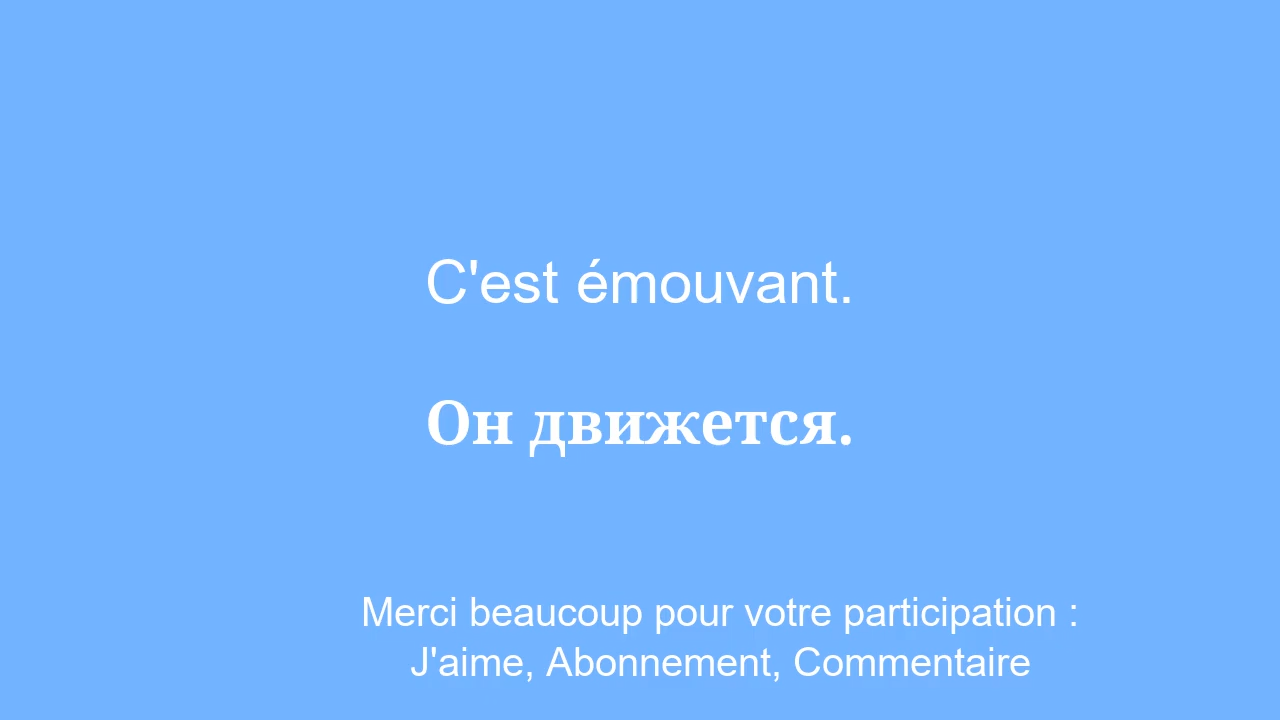 C'est émouvant.
Он движется.
Merci beaucoup pour votre participation :
J'aime, Abonnement, Commentaire